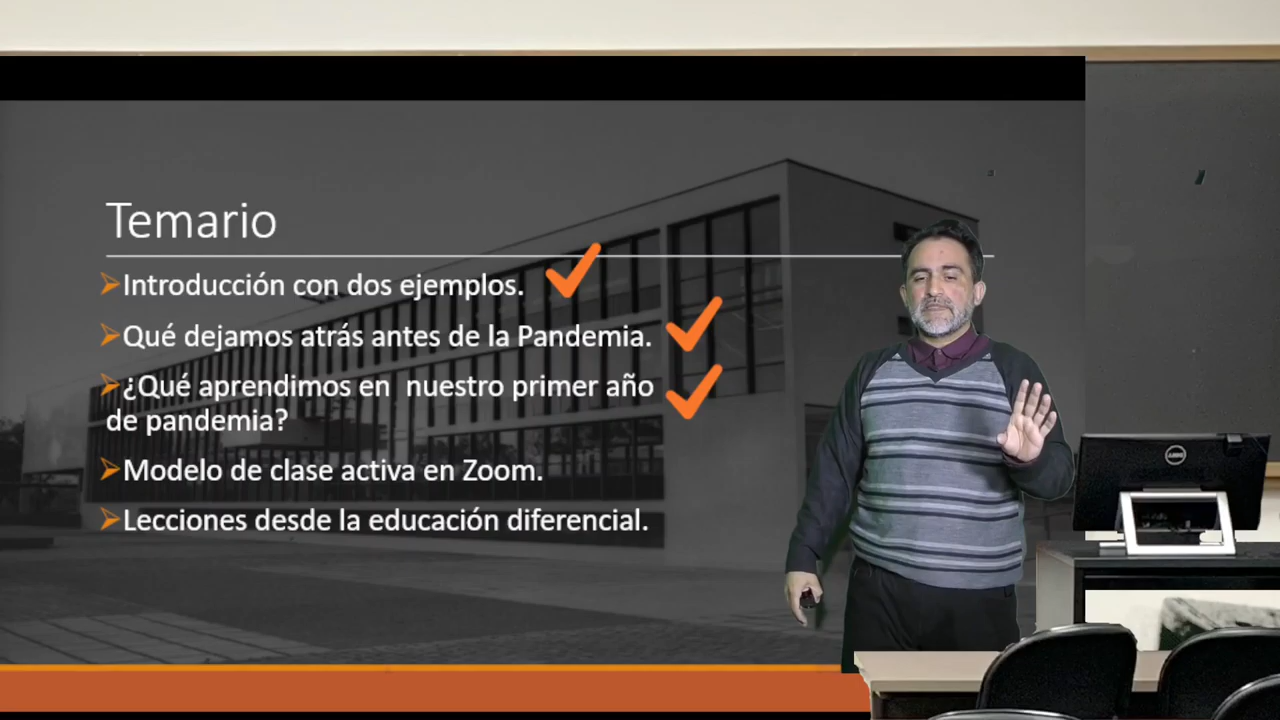 Temario
Introducción con dos ejemplos.
Qué dejamos atrás antes de la Pandemia.
¿Qué aprendimos en nuestro primer año
de pandemia?
Modelo de clase activa en Zoom.
Lecciones desde la educación diferencial.
DELL